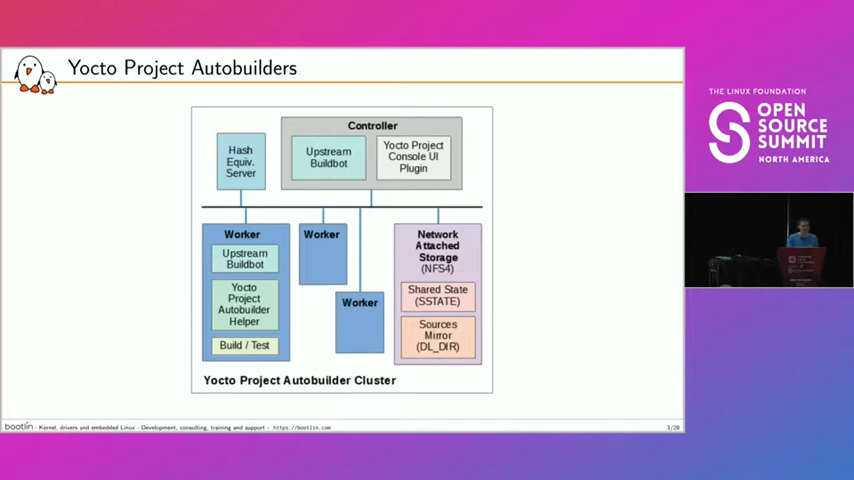 Yocto Project Autobuilders
Controller
Hash
Equiv.
Server
Upstream
Buildbot
Yocto Project
Console UI
Plugin
Worker
Upstream
Buildbot
Yocto
Project
Autobuilder
Helper
Build / Test
Worker
Worker
Network
Attached
Storage
(NFS4)
Shared State
(SSTATE)
Sources
Mirror
(DL_DIR)
Yocto Project Autobuilder Cluster
bootlin - Kernel, drivers and embedded Linux - Development, consulting, training and support - https://bootlin.com
3/28
THE LINUX FOUNDATION
OPEN
SOURCE
SUMMIT
NORTH AMERICA